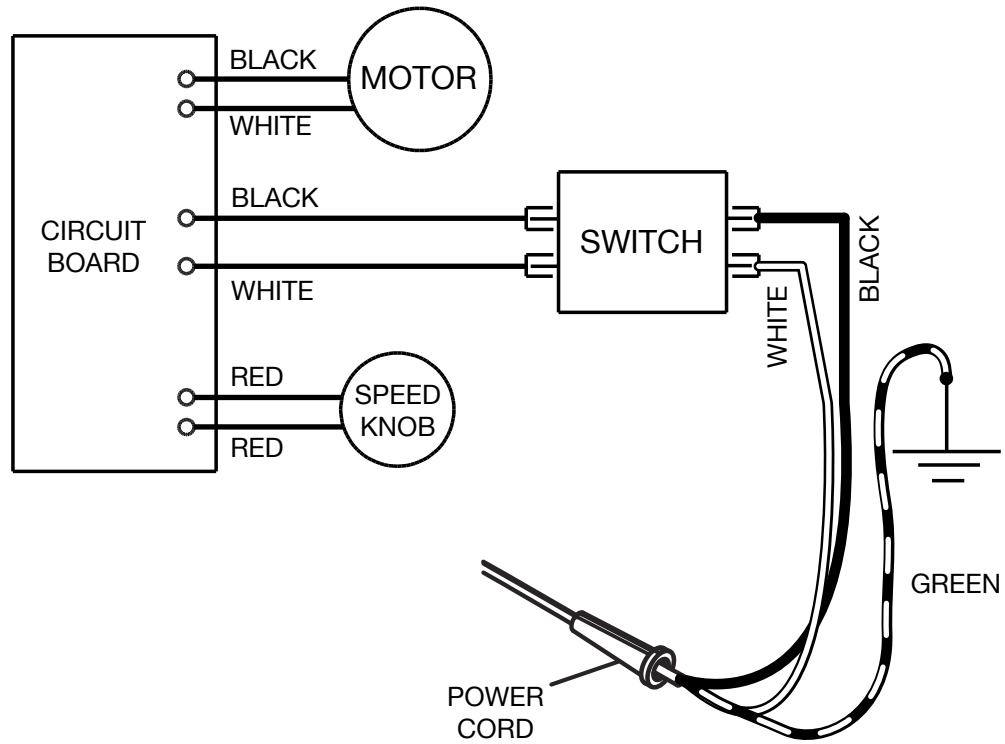 BLACK
MOTOR
WHITE
CIRCUIT
BOARD
BLACK
WHITE
SWITCH
BLACK
WHITE
RED
SPEED
KNOB
RED
GREEN
POWER
CORD